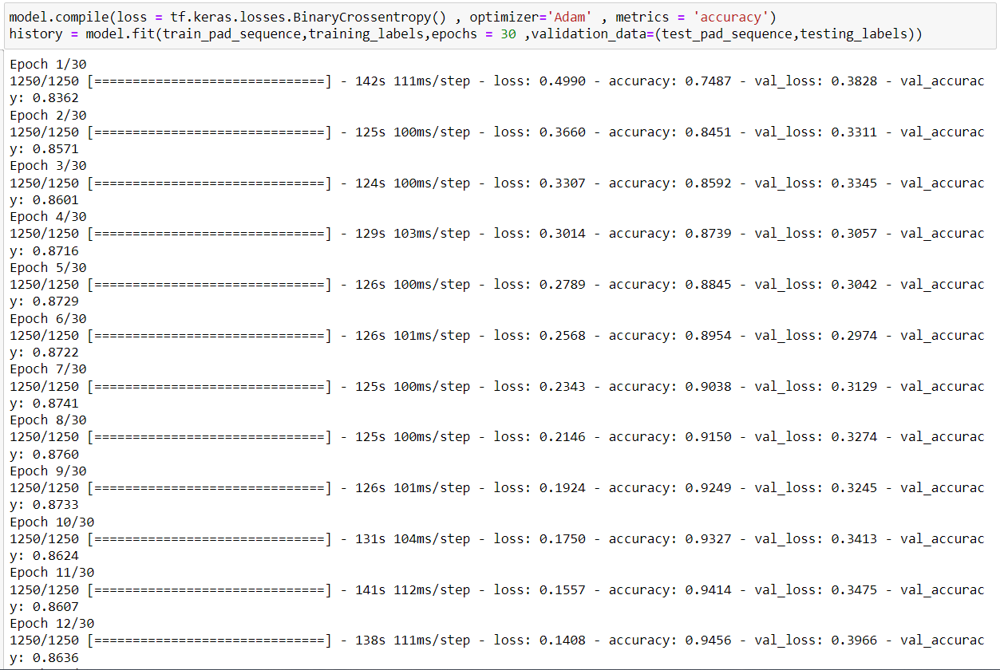 model.compile(loss = tf.keras.losses.BinaryCrossentropy() , optimizer='Adam' , metrics = 'accuracy')
history = model.fit(train_pad_sequence,training_labels,epochs = 30 ,validation_data=(test_pad_sequence,testing_labels))
Epoch 1/30
1250/1250 [==============================] - 142s 111ms/step - loss: 0.4990 - accuracy: 0.7487 - val_loss: 0.3828 - val_accurac
y: 0.8362
Epoch 2/30
1250/1250 [==============================] - 125s 100ms/step - loss: 0.3660 - accuracy: 0.8451 - val_loss: 0.3311 - val_accurac
y: 0.8571
Epoch 3/30
1250/1250 [==============================] - 124s 100ms/step - loss: 0.3307 - accuracy: 0.8592 - val_loss: 0.3345 - val_accurac
y: 0.8601
Epoch 4/30
1250/1250 [==============================] - 129s 103ms/step - loss: 0.3014 - accuracy: 0.8739 - val_loss: 0.3057 - val_accurac
y: 0.8716
Epoch 5/30
1250/1250 [==============================] - 126s 100ms/step - loss: 0.2789 - accuracy: 0.8845 - val_loss: 0.3042 - val_accurac
y: 0.8729
Epoch 6/30
1250/1250 [==============================] - 126s 101ms/step - loss: 0.2568 - accuracy: 0.8954 - val_loss: 0.2974 - val_accurac
y: 0.8722
Epoch 7/30
1250/1250 [==============================] - 125s 100ms/step - loss: 0.2343 - accuracy: 0.9038 - val_loss: 0.3129 - val_accurac
y: 0.8741
Epoch 8/30
1250/1250 [==============================] - 125s 100ms/step - loss: 0.2146 - accuracy: 0.9150 - val_loss: 0.3274 - val_accurac
y: 0.8760
Epoch 9/30
1250/1250 [==============================] - 126s 101ms/step - loss: 0.1924 - accuracy: 0.9249 - val_loss: 0.3245 - val_accurac
y: 0.8733
Epoch 10/30
1250/1250 [==============================] - 131s 104ms/step - loss: 0.1750 - accuracy: 0.9327 - val_loss: 0.3413 - val_accurac
y: 0.8624
Epoch 11/30
1250/1250 [==============================] - 141s 112ms/step - loss: 0.1557 - accuracy: 0.9414 - val_loss: 0.3475 - val_accurac
y: 0.8607
Epoch 12/30
1250/1250 [==============================] - 138s 111ms/step - loss: 0.1408 - accuracy: 0.9456 - val_loss: 0.3966 - val_accurac
y: 0.8636